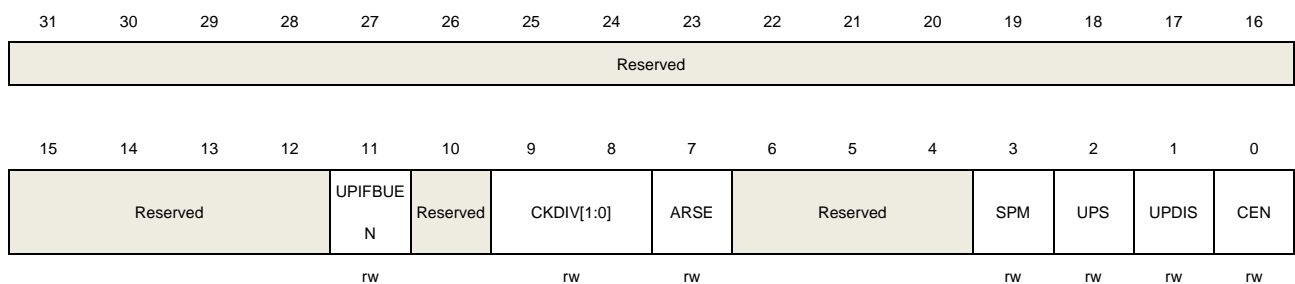 31 30 29 28 27 26 25 24 23 22 21 20 19 18 17 16
Reserved
15 14 13 12 11 10 9 8 7 6 5 4 3 2 1 0
Reserved UPIFBUE Reserved CKDIV[1:0] ARSE Reserved SPM UPS UPDIS CEN
N
rw rw rw rw rw rw rw